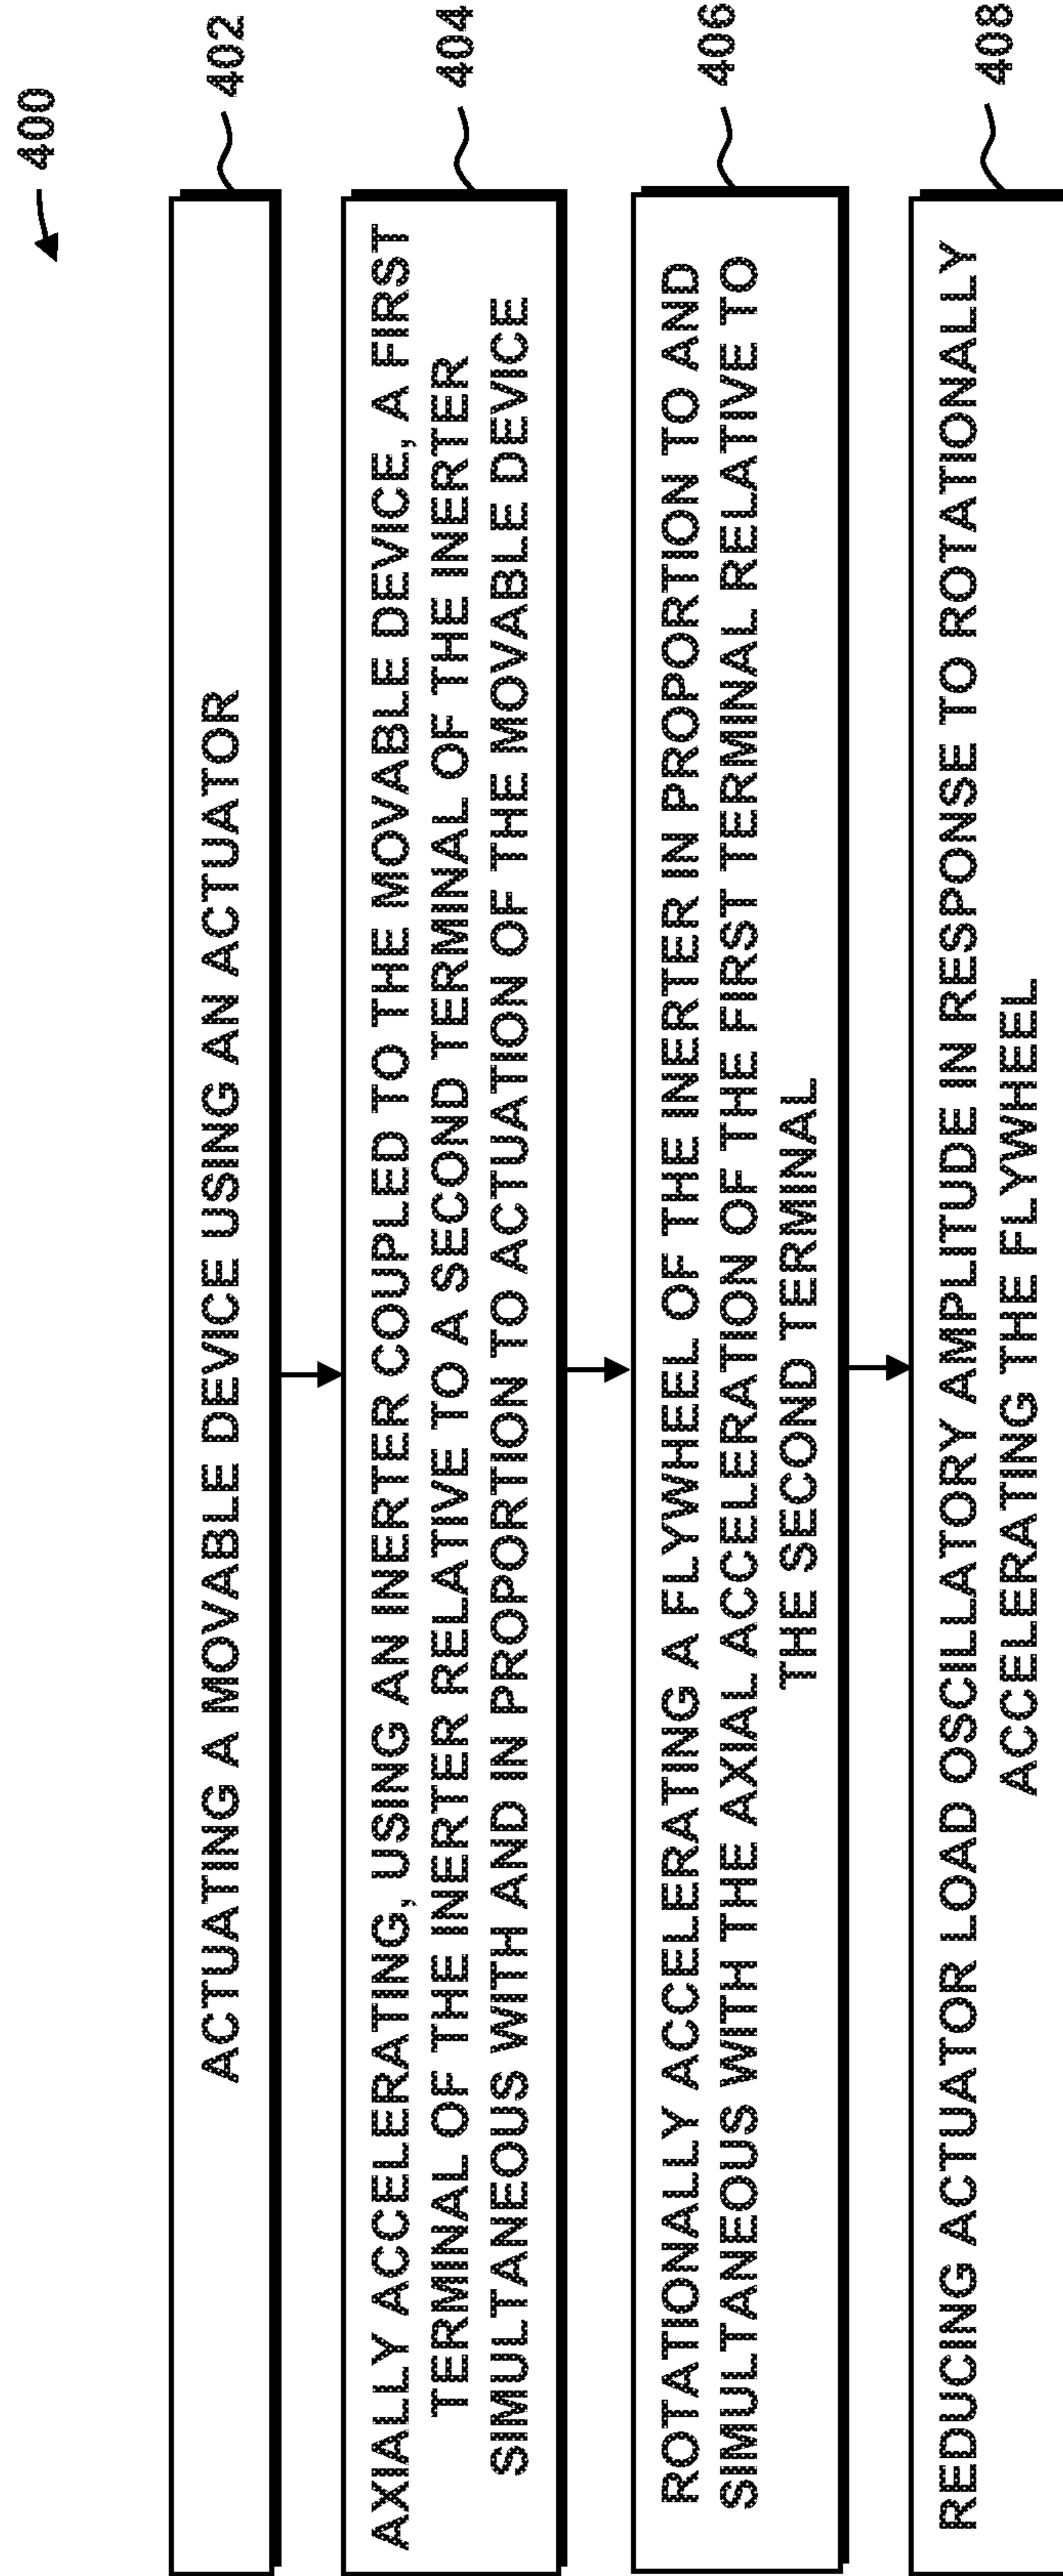 400
ACTUATING A MOVABLE DEVICE USING AN ACTUATOR
402
AXIALLY ACCELERATING, USING AN INERTER COUPLED TO THE MOVABLE DEVICE, A FIRST
TERMINAL OF THE INERTER RELATIVE TO A SECOND TERMINAL OF THE INERTER
SIMULTANEOUS WITH AND IN PROPORTION TO ACTUATION OF THE MOVABLE DEVICE
404
ROTATIONALLY ACCELERATING A FLYWHEEL OF THE INERTER IN PROPORTION TO AND
SIMULTANEOUS WITH THE AXIAL ACCELERATION OF THE FIRST TERMINAL RELATIVE TO
THE SECOND TERMINAL
406
REDUCING ACTUATOR LOAD OSCILLATORY AMPLITUDE IN RESPONSE TO ROTATIONALLY
ACCELERATING THE FLYWHEEL
408